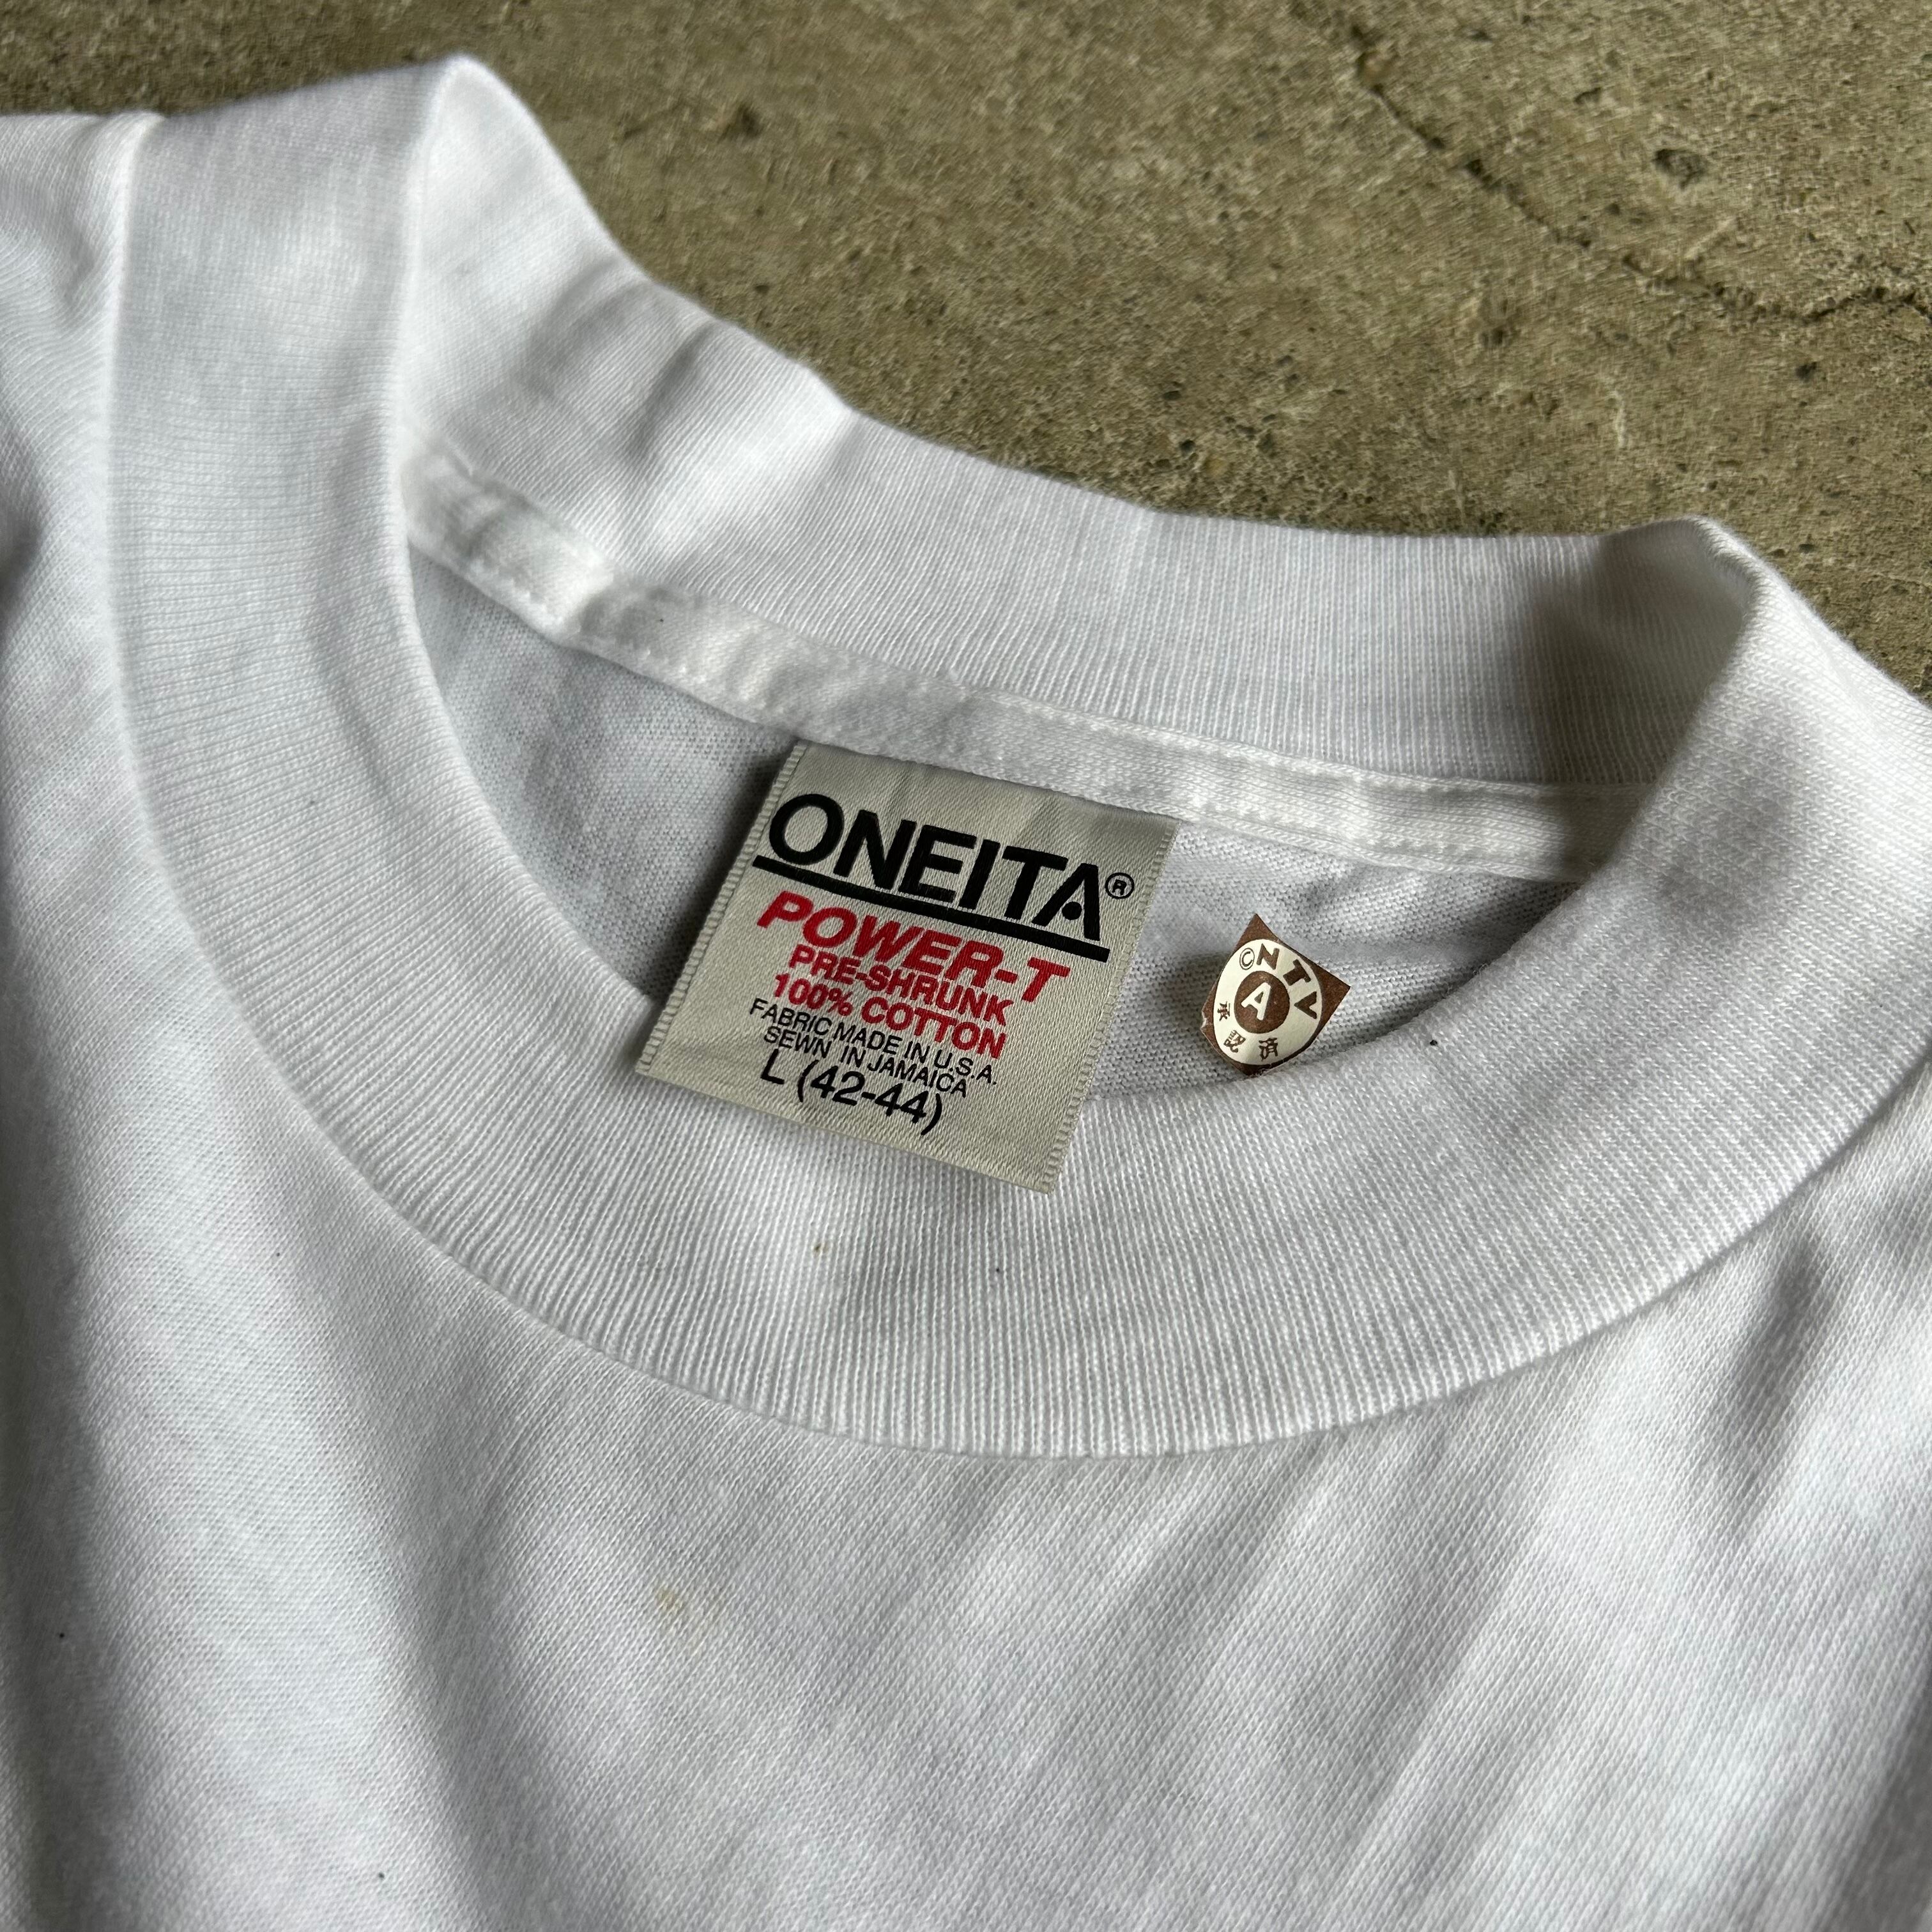 ONEITA®
POWER-T
PRE-SHRUNK
100% COTTON
FABRIC MADE IN U.S.A.
SEWN IN JAMAICA
L (42-44)
©NTV
A
承認済